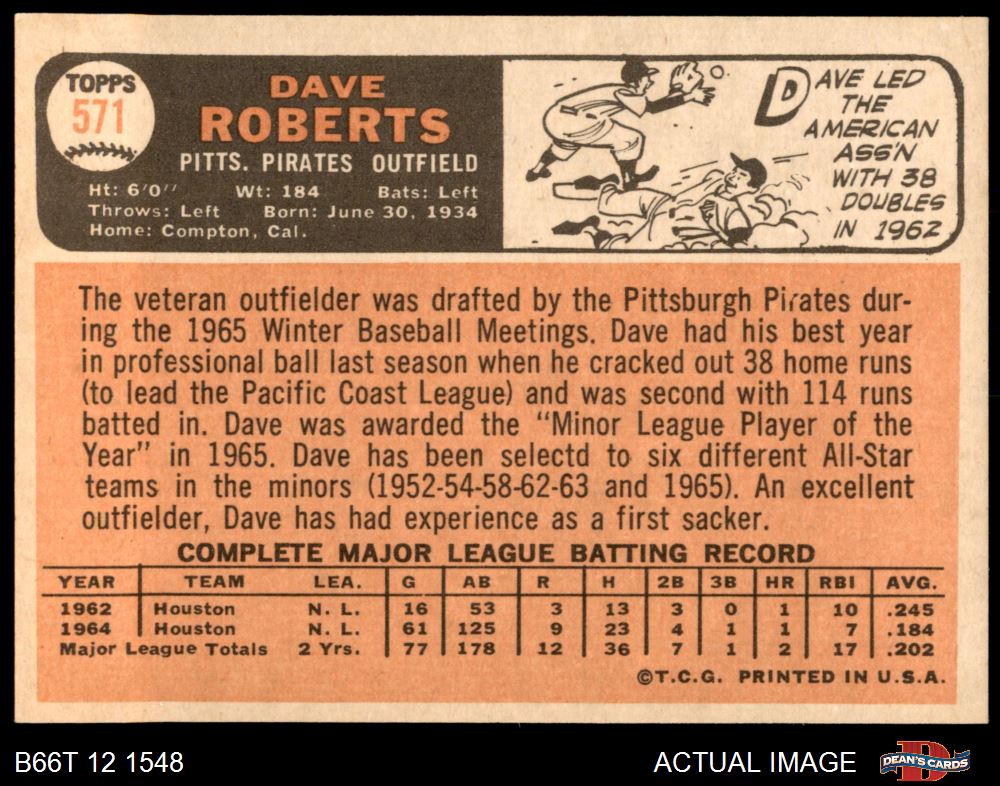 TOPPS
571
DAVE
ROBERTS
PITTS. PIRATES OUTFIELD
Ht: 6'0" Wt: 184 Bats: Left
Throws: Left Born: June 30, 1934
Home: Compton, Cal.
DAVE LED
THE
AMERICAN
ASS'N
WITH 38
DOUBLES
IN 1962
The veteran outfielder was drafted by the Pittsburgh Pirates dur-
ing the 1965 Winter Baseball Meetings. Dave had his best year
in professional ball last season when he cracked out 38 home runs
(to lead the Pacific Coast League) and was second with 114 runs
batted in. Dave was awarded the "Minor League Player of the
Year" in 1965. Dave has been selectd to six different All-Star
teams in the minors (1952-54-58-62-63 and 1965). An excellent
outfielder, Dave has had experience as a first sacker.
COMPLETE MAJOR LEAGUE BATTING RECORD
YEAR TEAM LEA. G AB R H 2B 3B HR RBI AVG.
1962 Houston N. L. 16 53 3 13 3 0 1 10 .245
1964 Houston N. L. 61 125 9 23 4 1 1 7 .184
Major League Totals 2 Yrs. 77 178 12 36 7 1 2 17 .202
©T.C.G. PRINTED IN U.S.A.
B66T 12 1548 ACTUAL IMAGE D DEAN'S CARDS